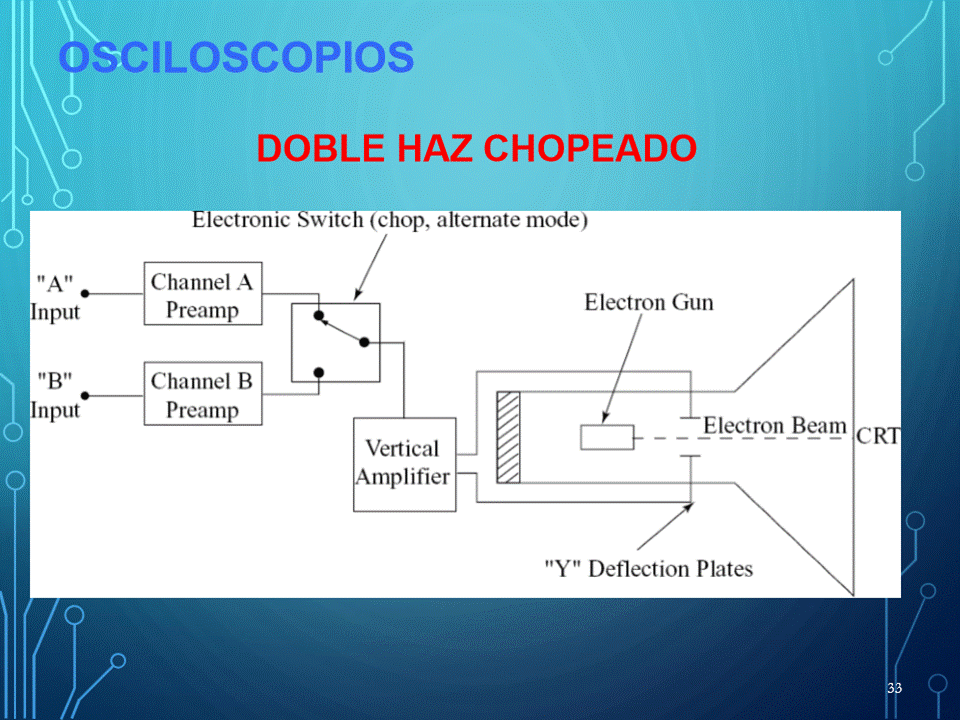 OSCILOSCOPIOS
DOBLE HAZ CHOPEADO
Electronic Switch (chop, alternate mode)
"A"
Input
Channel A
Preamp
Electron Gun
"B"
Input
Channel B
Preamp
Electron Beam
CRT
Vertical
Amplifier
"Y" Deflection Plates
33